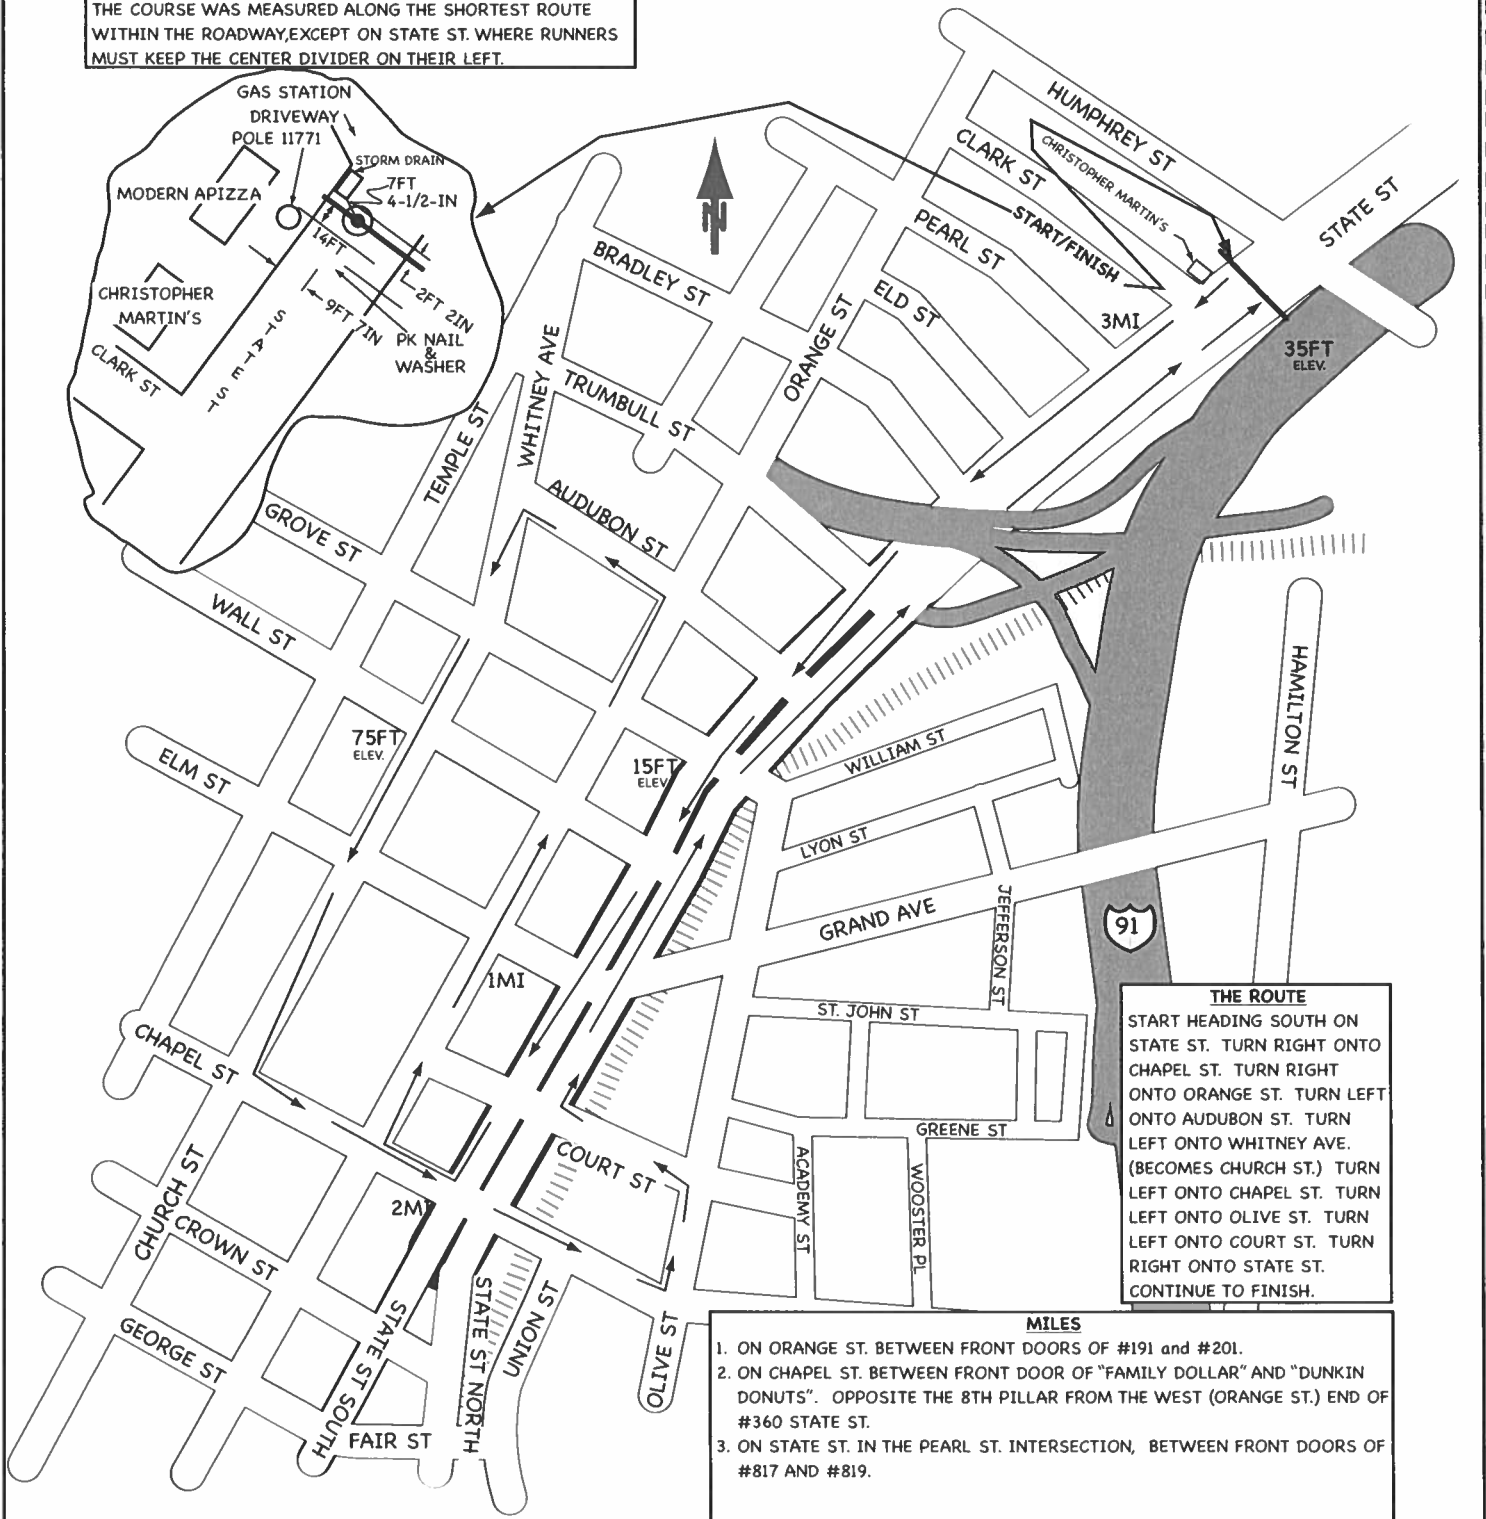 THE COURSE WAS MEASURED ALONG THE SHORTEST ROUTE
WITHIN THE ROADWAY,EXCEPT ON STATE ST. WHERE RUNNERS
MUST KEEP THE CENTER DIVIDER ON THEIR LEFT.
GAS STATION
DRIVEWAY
POLE 11771
STORM DRAIN
7FT
4-1/2-IN
MODERN APIZZA
14FT
2FT 2IN
9FT 7IN
PK NAIL
&
WASHER
CHRISTOPHER
MARTIN'S
CLARK ST
STATE ST
N
HUMPHREY ST
CLARK ST
CHRISTOPHER MARTIN'S
START/FINISH
STATE ST
PEARL ST
ELD ST
3MI
35FT
ELEV.
BRADLEY ST
ORANGE ST
WHITNEY AVE
TRUMBULL ST
TEMPLE ST
AUDUBON ST
GROVE ST
WALL ST
HAMILTON ST
75FT
ELEV.
15FT
ELEV
ELM ST
WILLIAM ST
LYON ST
GRAND AVE
JEFFERSON ST
91
1MI
ST. JOHN ST
CHAPEL ST
GREENE ST
COURT ST
ACADEMY ST
WOOSTER PL
2MI
CHURCH ST
CROWN ST
GEORGE ST
STATE ST SOUTH
STATE ST NORTH
UNION ST
OLIVE ST
FAIR ST
THE ROUTE
START HEADING SOUTH ON
STATE ST. TURN RIGHT ONTO
CHAPEL ST. TURN RIGHT
ONTO ORANGE ST. TURN LEFT
ONTO AUDUBON ST. TURN
LEFT ONTO WHITNEY AVE.
(BECOMES CHURCH ST.) TURN
LEFT ONTO CHAPEL ST. TURN
LEFT ONTO OLIVE ST. TURN
LEFT ONTO COURT ST. TURN
RIGHT ONTO STATE ST.
CONTINUE TO FINISH.
MILES
1. ON ORANGE ST. BETWEEN FRONT DOORS OF #191 and #201.
2. ON CHAPEL ST. BETWEEN FRONT DOOR OF "FAMILY DOLLAR" AND "DUNKIN
DONUTS". OPPOSITE THE 8TH PILLAR FROM THE WEST (ORANGE ST.) END OF
#360 STATE ST.
3. ON STATE ST. IN THE PEARL ST. INTERSECTION, BETWEEN FRONT DOORS OF
#817 AND #819.